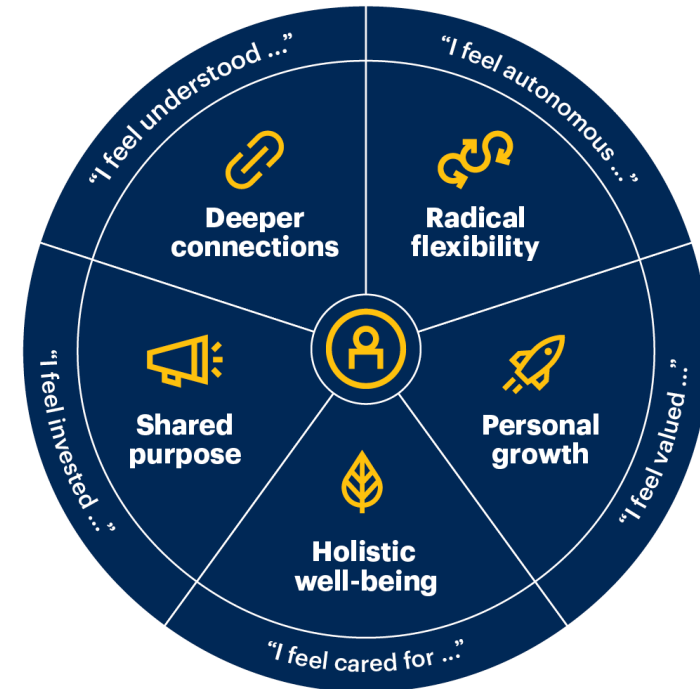 “I feel understood ...”
Deeper
connections
“I feel autonomous ...”
Radical
flexibility
“I feel valued ...”
Personal
growth
“I feel cared for ...”
Holistic
well-being
“I feel invested ...”
Shared
purpose